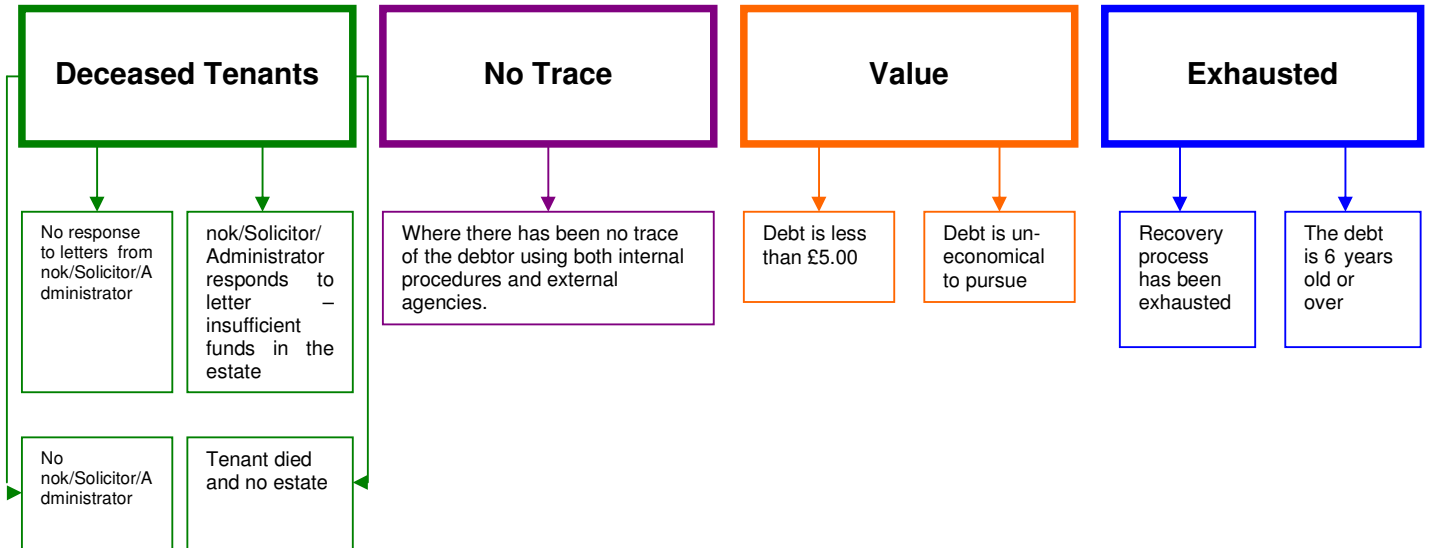 Deceased Tenants
No Trace
Value
Exhausted
No response
to letters from
nok/Solicitor/A
dministrator
nok/Solicitor/
Administrator
responds to
letter –
insufficient
funds in the
estate
Where there has been no trace
of the debtor using both internal
procedures and external
agencies.
Debt is less
than £5.00
Debt is un-
economical
to pursue
Recovery
process
has been
exhausted
The debt
is 6 years
old or
over
No
nok/Solicitor/A
dministrator
Tenant died
and no estate